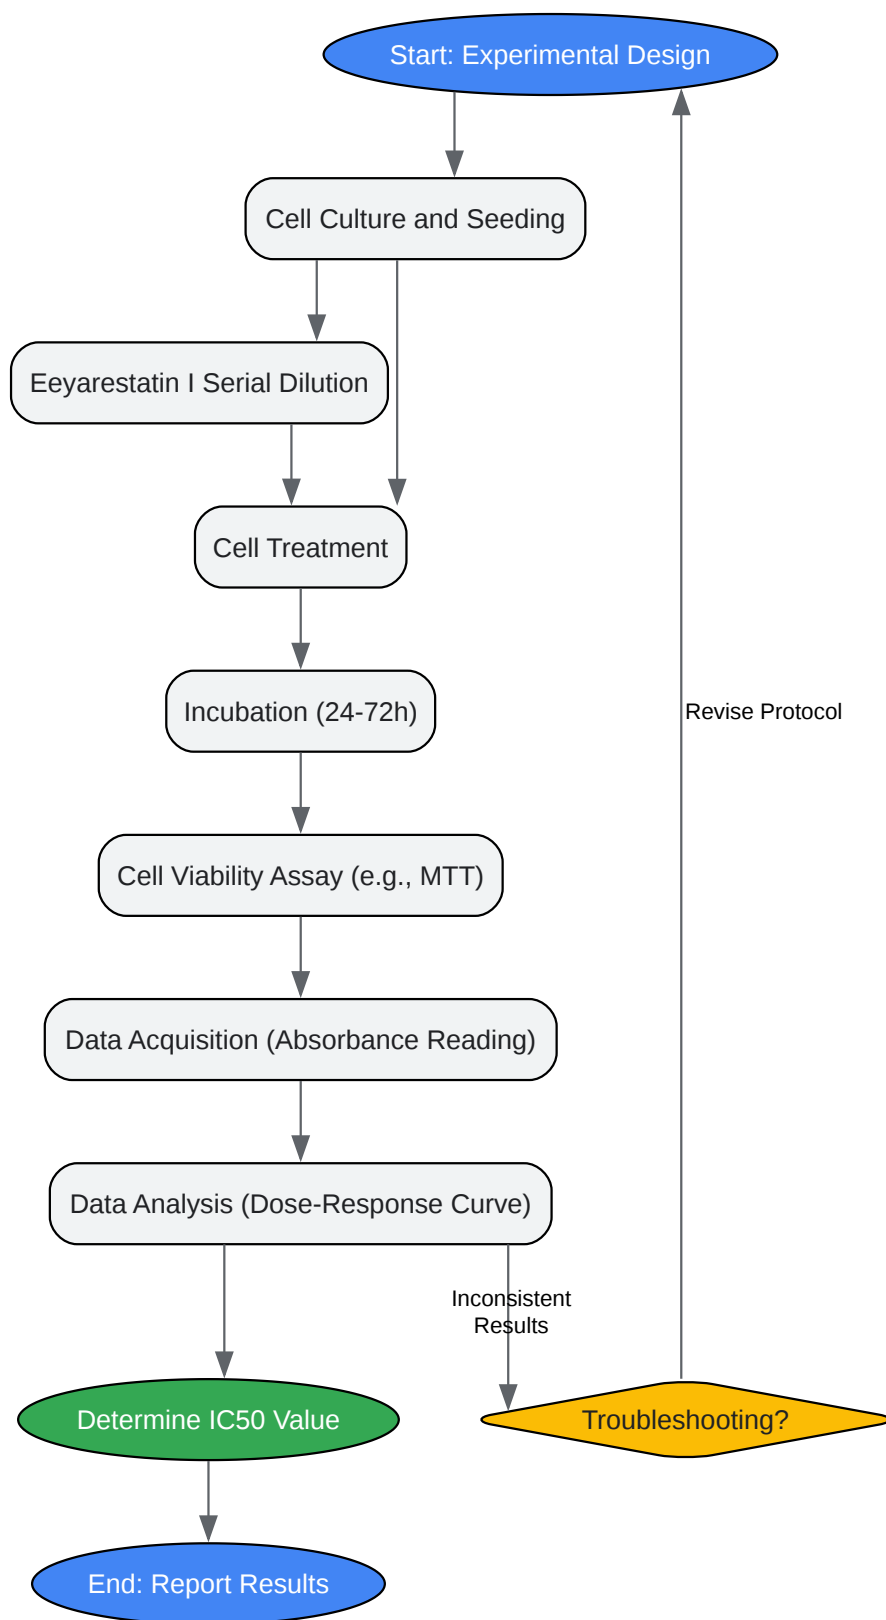 Start: Experimental Design
Cell Culture and Seeding
Eeyarestatin I Serial Dilution
Cell Treatment
Incubation (24-72h)
Revise Protocol
Cell Viability Assay (e.g., MTT)
Data Acquisition (Absorbance Reading)
Data Analysis (Dose-Response Curve)
Inconsistent
Results
Determine IC50 Value
Troubleshooting?
End: Report Results